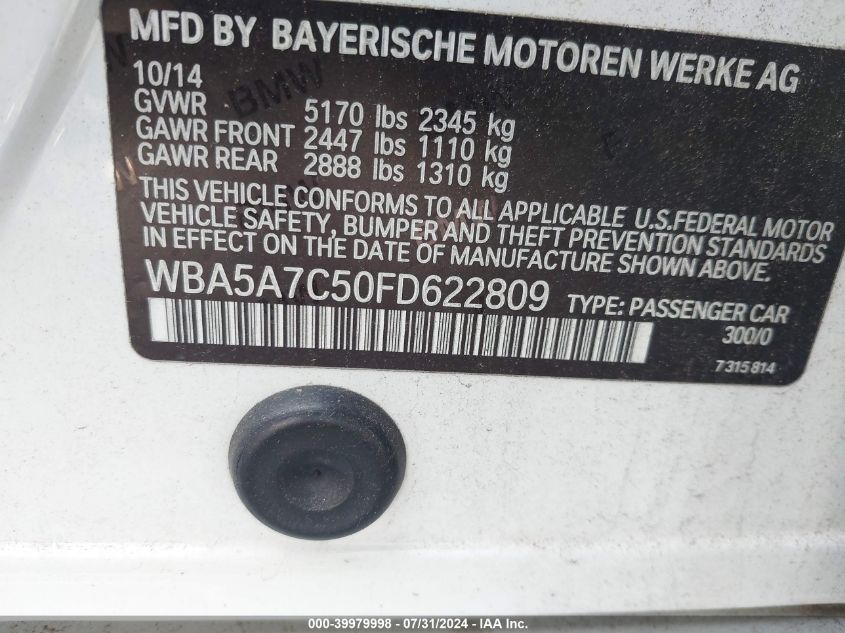 MFD BY BAYERISCHE MOTOREN WERKE AG
10/14
GVWR 5170 lbs 2345 kg
GAWR FRONT 2447 lbs 1110 kg
GAWR REAR 2888 lbs 1310 kg
THIS VEHICLE CONFORMS TO ALL APPLICABLE U.S.FEDERAL MOTOR
VEHICLE SAFETY, BUMPER AND THEFT PREVENTION STANDARDS
IN EFFECT ON THE DATE OF MANUFACTURE SHOWN ABOVE.
WBA5A7C50FD622809 TYPE: PASSENGER CAR
300/0
7315814
000-39979998 - 07/31/2024 - IAA Inc.